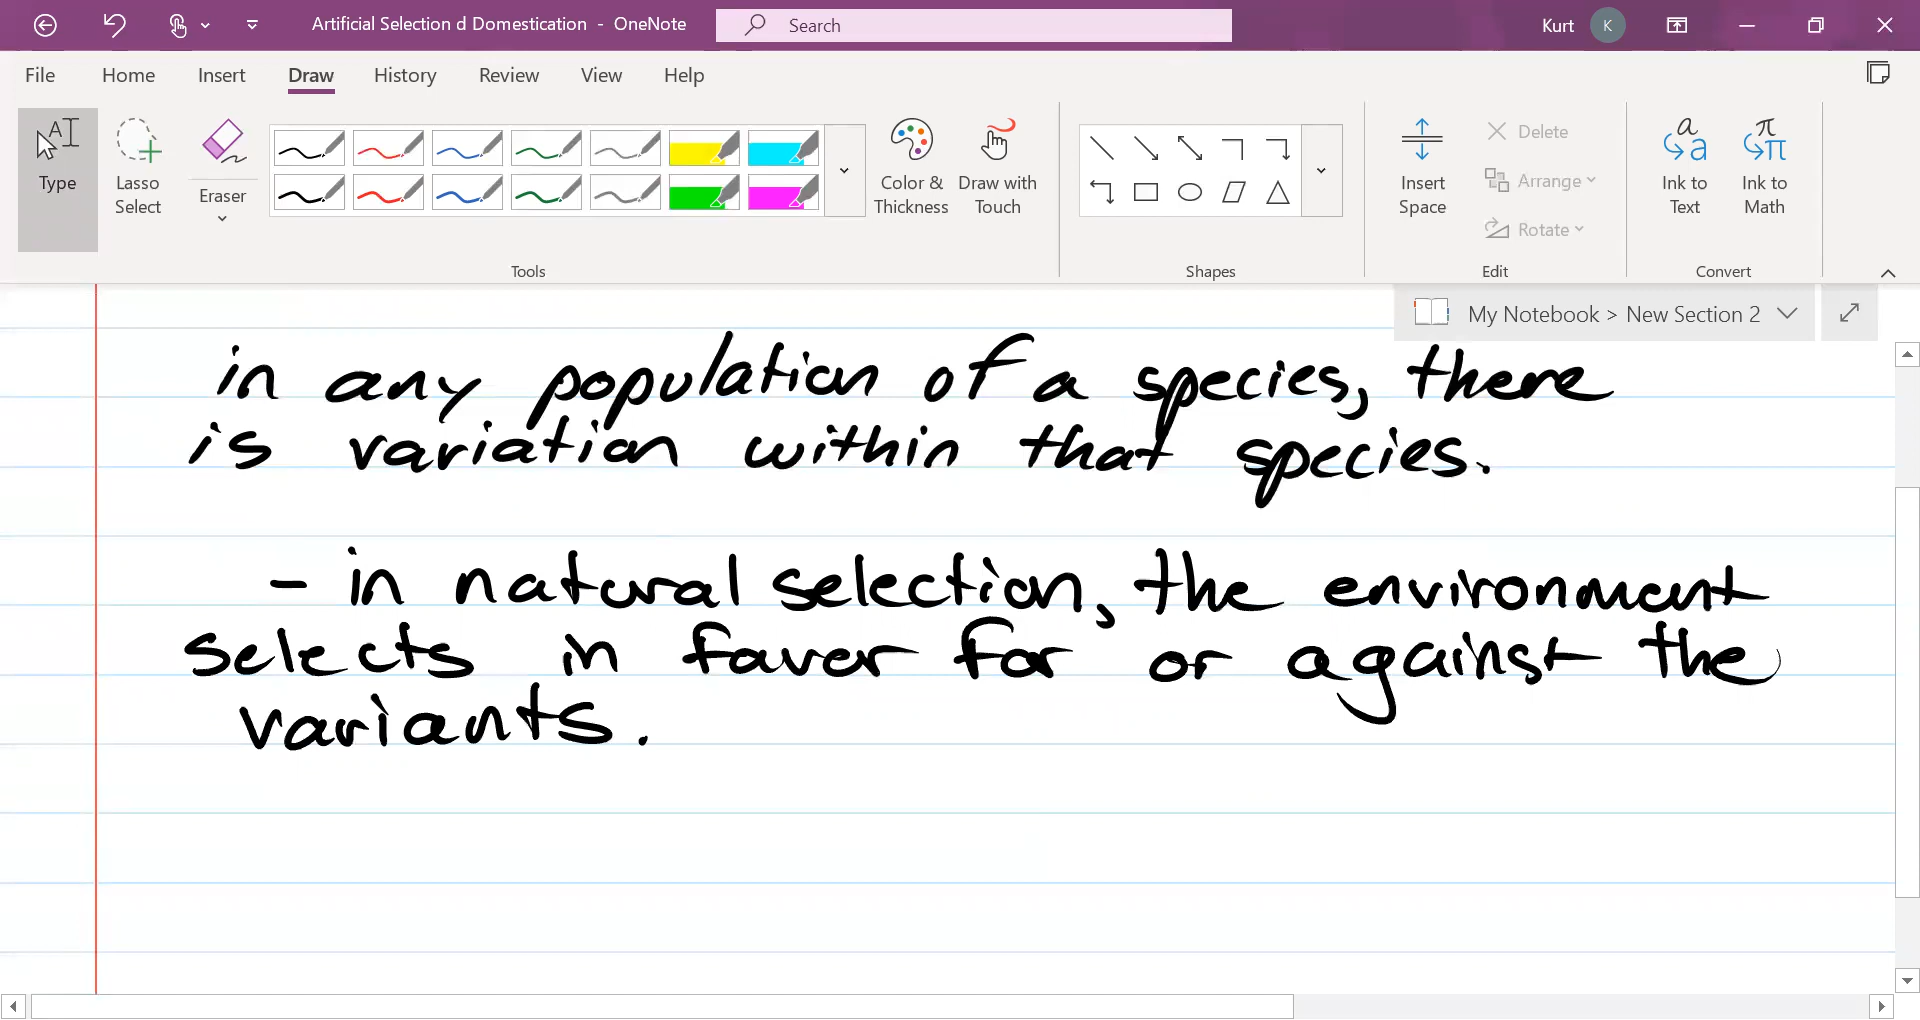 Artificial Selection d Domestication - OneNote
Search
Kurt
K
File Home Insert Draw History Review View Help
Type
Lasso Select
Eraser
Color & Thickness
Draw with Touch
Insert Space
Delete
Arrange
Rotate
Ink to Text
Ink to Math
Tools
Shapes
Edit
Convert
My Notebook > New Section 2
in any population of a species, there
is variation within that species.
- in natural selection, the environment
selects in faver for or against the
variants.